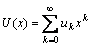 U(x) = ∑_{k=0}^{∞} u_k x^k